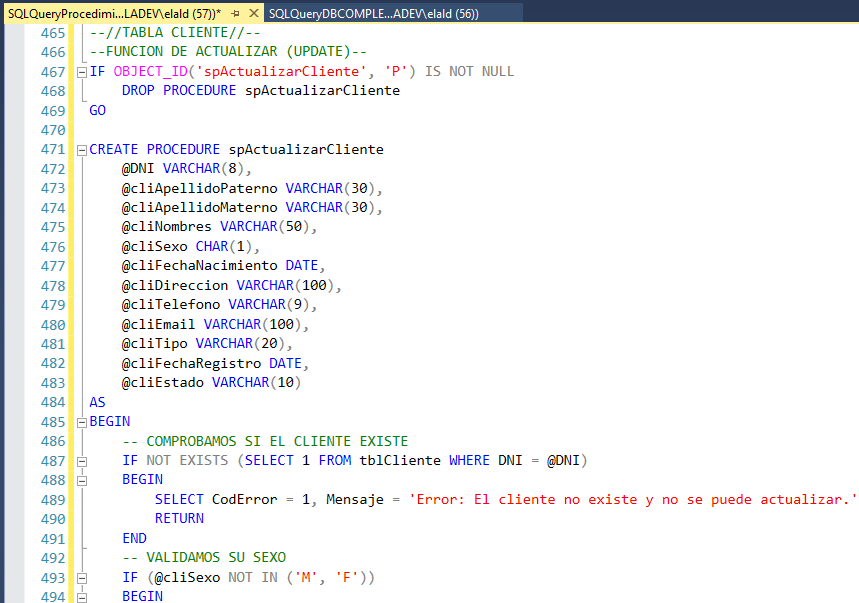 SQLQueryProcedimi...LADEV\elaId (57))*
SQLQueryDBCOMPLE...ADEV\elaId (56))
465 --//TABLA CLIENTE//--
466 --FUNCION DE ACTUALIZAR (UPDATE)--
467 IF OBJECT_ID('spActualizarCliente', 'P') IS NOT NULL
468 DROP PROCEDURE spActualizarCliente
469 GO
470
471 CREATE PROCEDURE spActualizarCliente
472 @DNI VARCHAR(8),
473 @cliApellidoPaterno VARCHAR(30),
474 @cliApellidoMaterno VARCHAR(30),
475 @cliNombres VARCHAR(50),
476 @cliSexo CHAR(1),
477 @cliFechaNacimiento DATE,
478 @cliDireccion VARCHAR(100),
479 @cliTelefono VARCHAR(9),
480 @cliEmail VARCHAR(100),
481 @cliTipo VARCHAR(20),
482 @cliFechaRegistro DATE,
483 @cliEstado VARCHAR(10)
484 AS
485 BEGIN
486 -- COMPROBAMOS SI EL CLIENTE EXISTE
487 IF NOT EXISTS (SELECT 1 FROM tblCliente WHERE DNI = @DNI)
488 BEGIN
489 SELECT CodError = 1, Mensaje = 'Error: El cliente no existe y no se puede actualizar.'
490 RETURN
491 END
492 -- VALIDAMOS SU SEXO
493 IF (@cliSexo NOT IN ('M', 'F'))
494 BEGIN